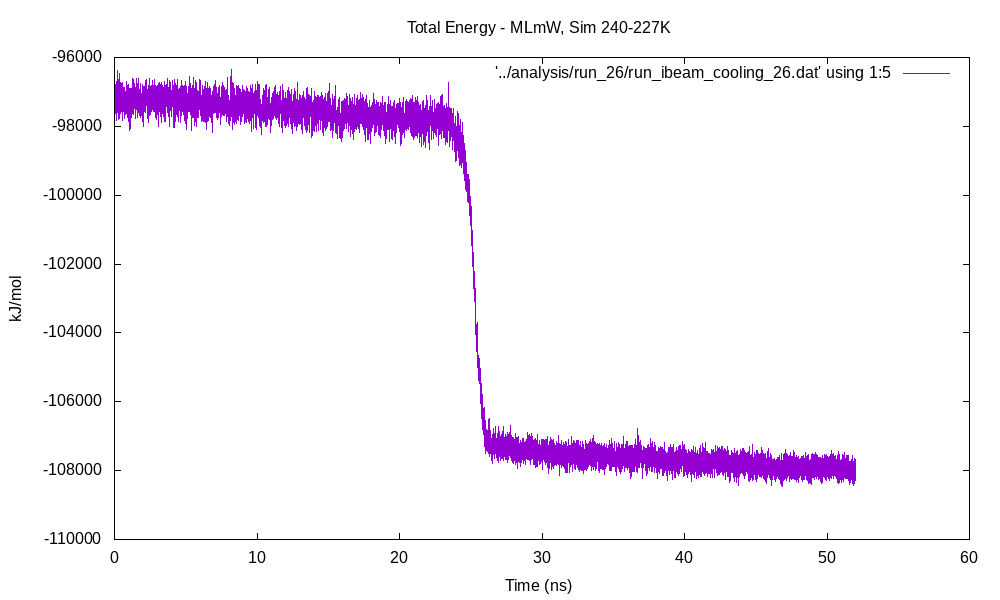 Total Energy - MLmW, Sim 240-227K
'../analysis/run_26/run_ibeam_cooling_26.dat' using 1:5
-96000
-98000
-100000
-102000
-104000
-106000
-108000
-110000
kJ/mol
0 10 20 30 40 50 60
Time (ns)